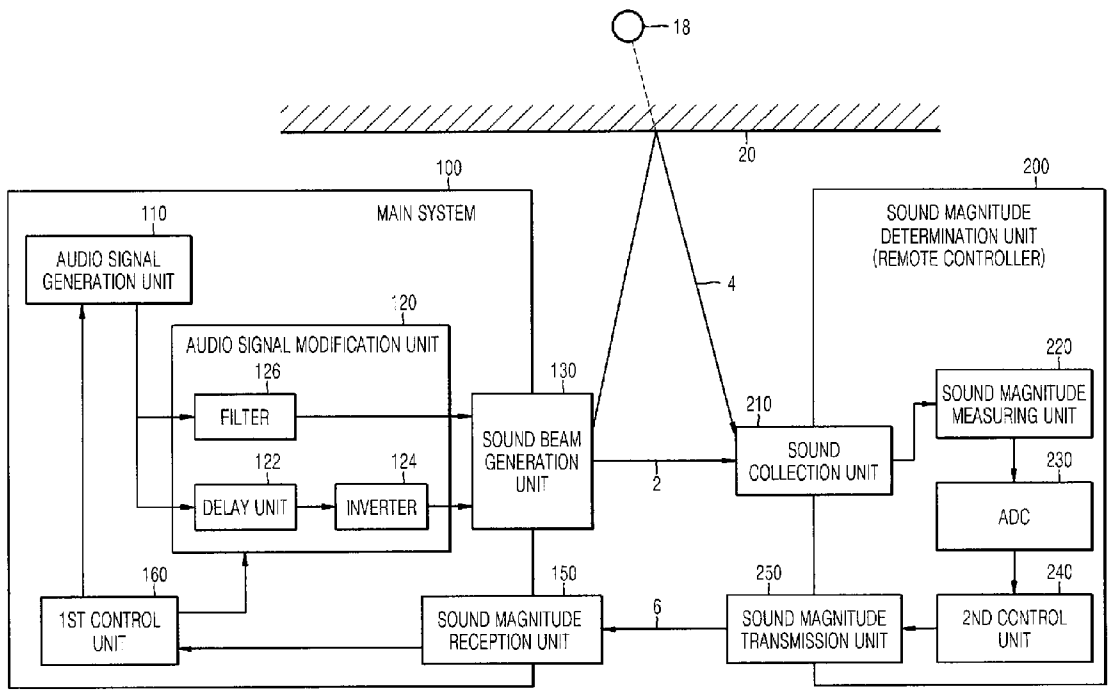 18
20
100
MAIN SYSTEM
110
AUDIO SIGNAL
GENERATION UNIT
200
SOUND MAGNITUDE
DETERMINATION UNIT
(REMOTE CONTROLLER)
4
120
AUDIO SIGNAL MODIFICATION UNIT
126
FILTER
122
DELAY UNIT
124
INVERTER
130
SOUND BEAM
GENERATION
UNIT
2
210
SOUND
COLLECTION UNIT
220
SOUND MAGNITUDE
MEASURING UNIT
230
ADC
160
1ST CONTROL
UNIT
150
SOUND MAGNITUDE
RECEPTION UNIT
6
250
SOUND MAGNITUDE
TRANSMISSION UNIT
240
2ND CONTROL
UNIT